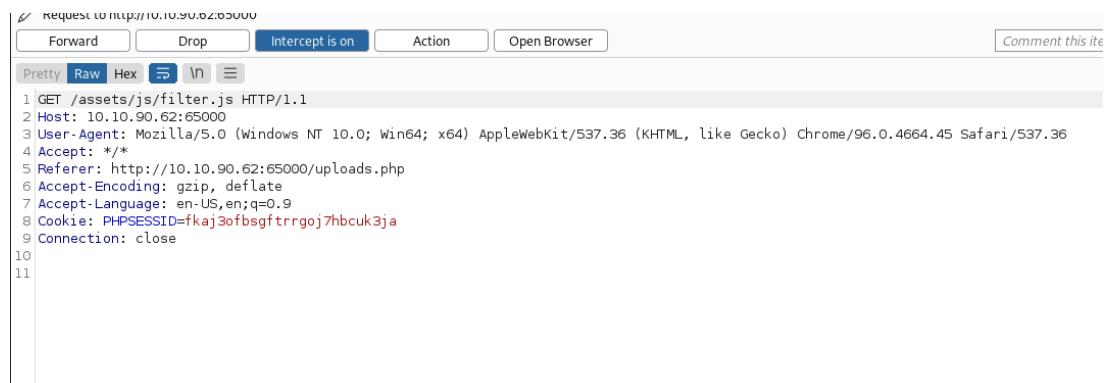 Request to http://10.10.90.62:65000
Forward Drop Intercept is on Action Open Browser Comment this ite
Pretty Raw Hex \n
1 GET /assets/js/filter.js HTTP/1.1
2 Host: 10.10.90.62:65000
3 User-Agent: Mozilla/5.0 (Windows NT 10.0; Win64; x64) AppleWebKit/537.36 (KHTML, like Gecko) Chrome/96.0.4664.45 Safari/537.36
4 Accept: */*
5 Referer: http://10.10.90.62:65000/uploads.php
6 Accept-Encoding: gzip, deflate
7 Accept-Language: en-US,en;q=0.9
8 Cookie: PHPSESSID=fkaj3ofbsgftrrgoj7hbcuk3ja
9 Connection: close
10
11